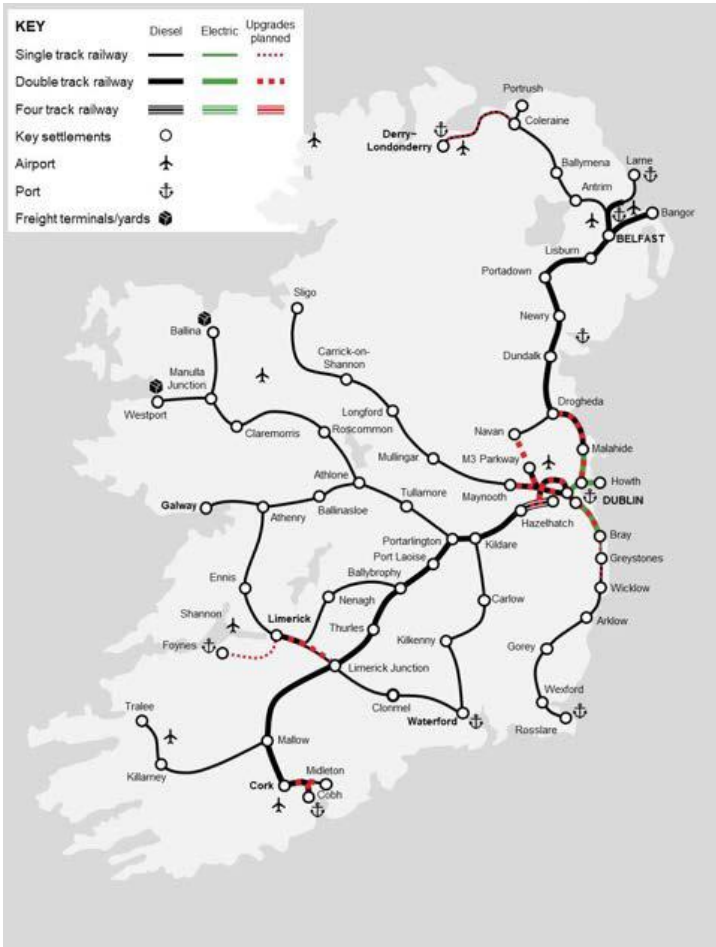 KEY
Diesel
Electric
Upgrades
planned
Single track railway
Double track railway
Four track railway
Key settlements
Airport
Port
Freight terminals/yards
Portrush
Coleraine
Derry~
Londonderry
Ballymena
Larne
Antrim
Bangor
BELFAST
Lisburn
Portadown
Sligo
Newry
Ballina
Carrick-on-
Shannon
Dundalk
Manulla
Junction
Westport
Longford
Drogheda
Claremorris
Roscommon
Navan
Malahide
Mullingar
M3 Parkway
Athlone
Maynooth
Howth
Tullamore
DUBLIN
Galway
Ballinasloe
Athenry
Hazelhatch
Portarlington
Bray
Kildare
Port Laoise
Greystones
Ennis
Ballybrophy
Wicklow
Nenagh
Carlow
Shannon
Limerick
Arklow
Thurles
Foynes
Kilkenny
Gorey
Limerick Junction
Wexford
Tralee
Clonmel
Waterford
Rosslare
Mallow
Killarney
Midleton
Cork
Cobh